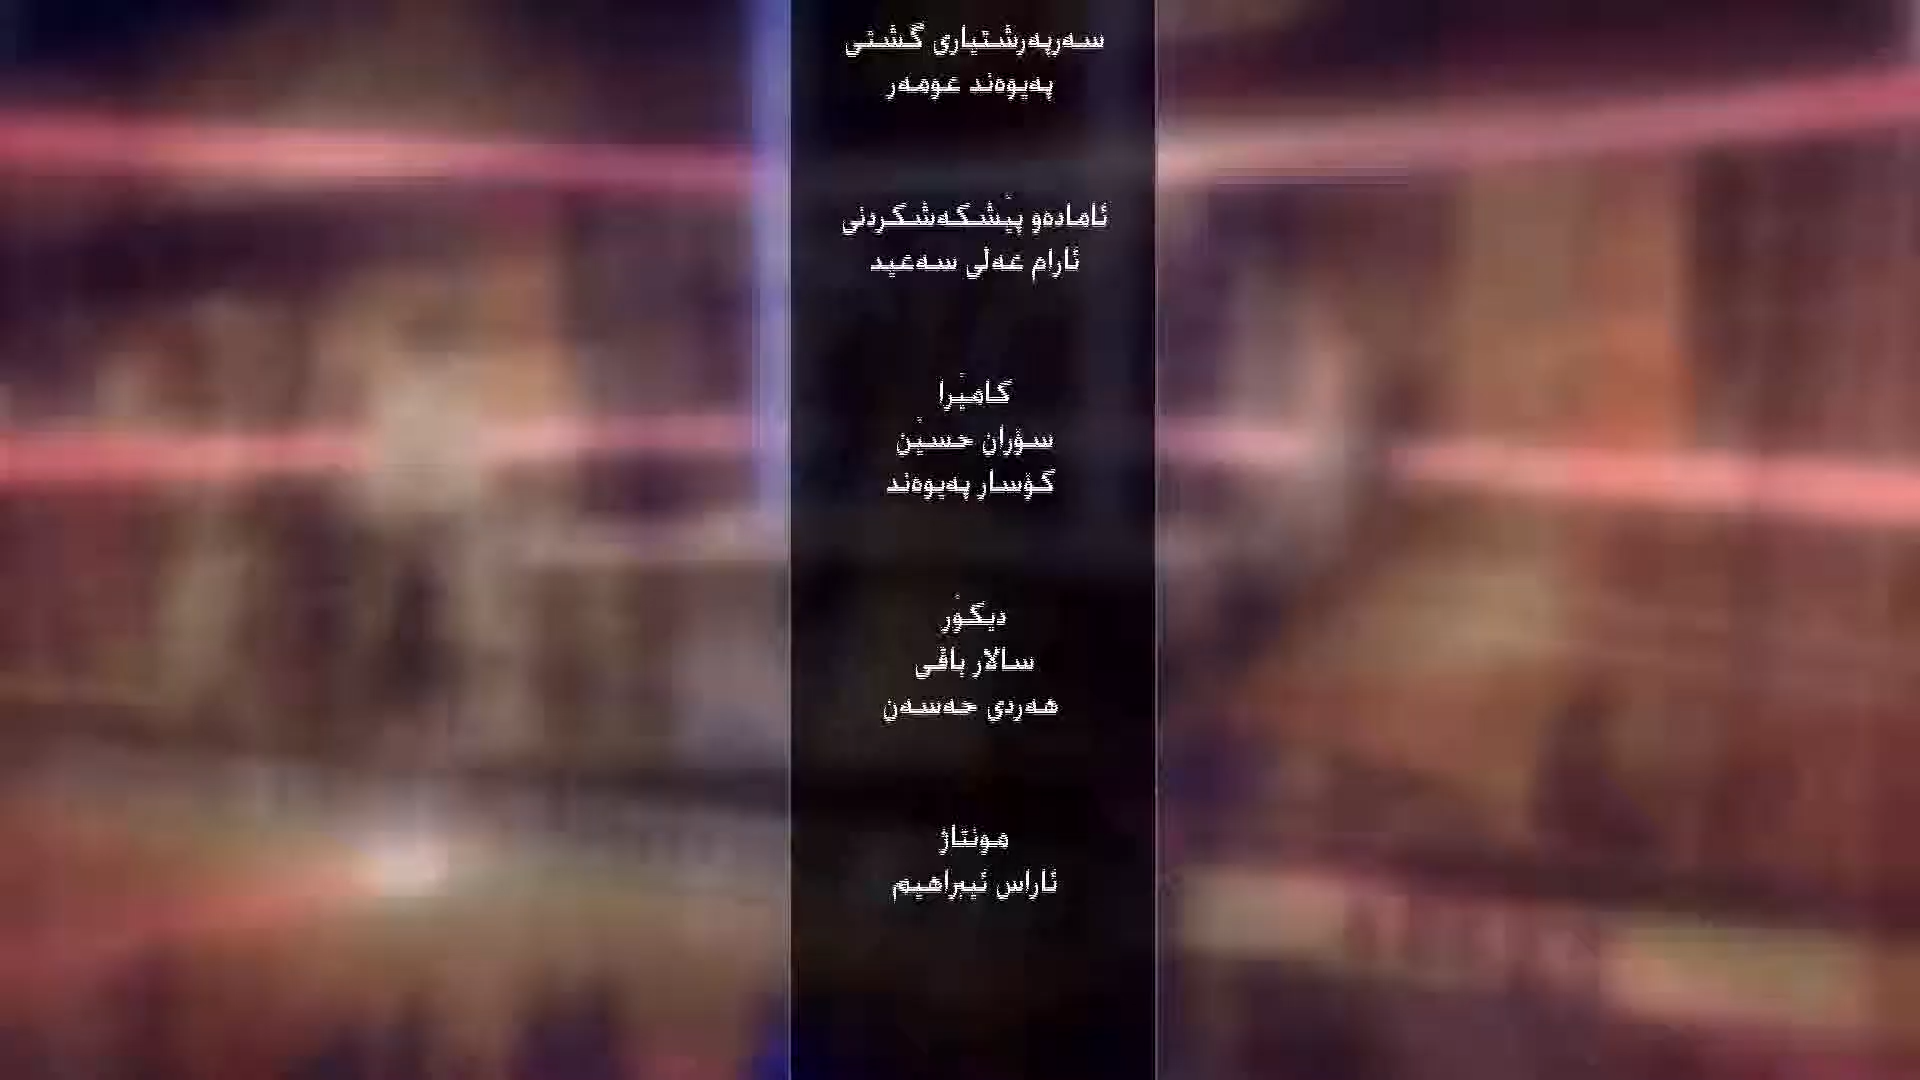 سەرپەرشتیاری گشتی
پەیوەند عومەر
ئامادەو پێشکەشکردنی
ئارام عەلی سەعید
کامێرا
سۆران حسێن
کۆسار پەیوەند
دیکۆر
سالار باقی
هەردی حەسەن
مونتاژ
ئاراس ئیبراهیم